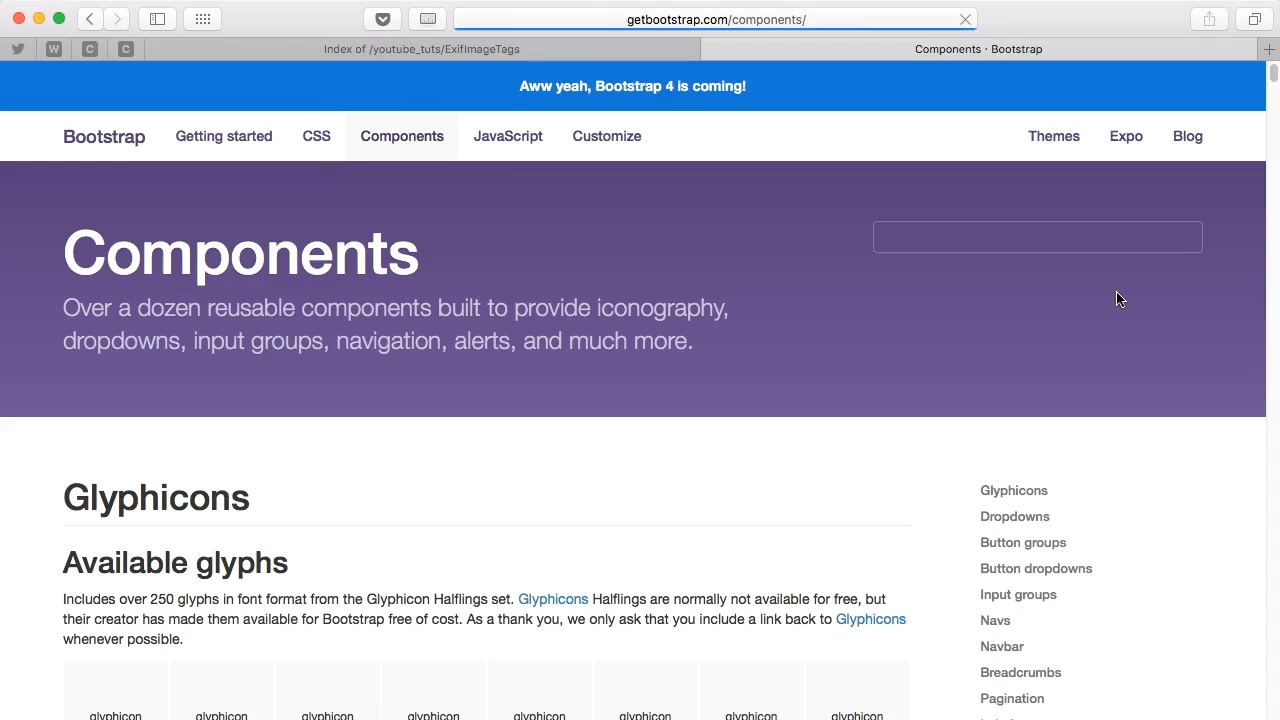 getbootstrap.com/components/
W
C
C
Index of /youtube_tuts/ExifImageTags
Components · Bootstrap
Aww yeah, Bootstrap 4 is coming!
Bootstrap
Getting started
CSS
Components
JavaScript
Customize
Themes
Expo
Blog
Components
Over a dozen reusable components built to provide iconography,
dropdowns, input groups, navigation, alerts, and much more.
Glyphicons
Available glyphs
Includes over 250 glyphs in font format from the Glyphicon Halflings set. Glyphicons Halflings are normally not available for free, but
their creator has made them available for Bootstrap free of cost. As a thank you, we only ask that you include a link back to Glyphicons
whenever possible.
glyphicon
glyphicon
glyphicon
glyphicon
glyphicon
glyphicon
glyphicon
glyphicon
Glyphicons
Dropdowns
Button groups
Button dropdowns
Input groups
Navs
Navbar
Breadcrumbs
Pagination